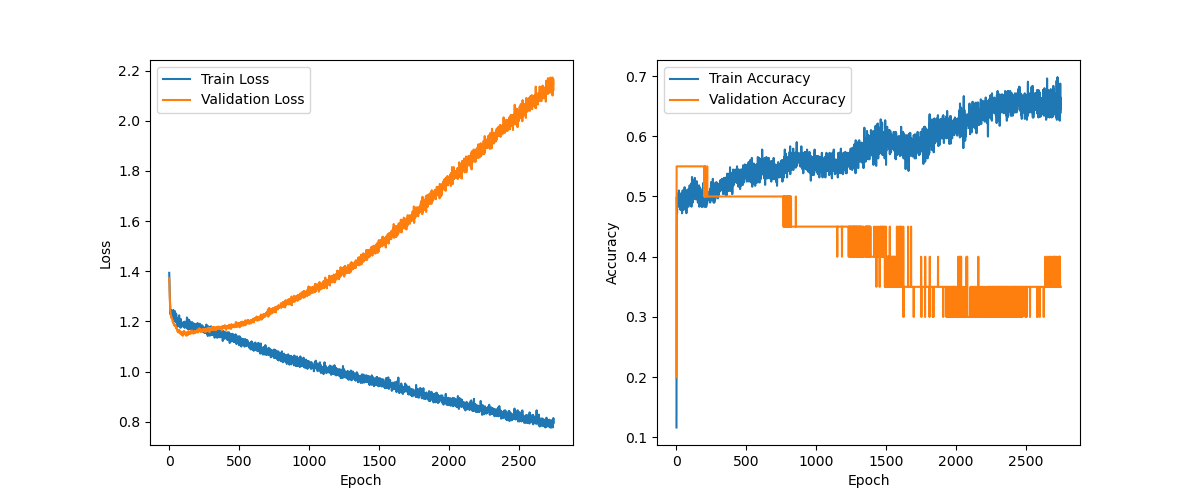 Train Loss
Validation Loss
2.2
2.0
1.8
1.6
1.4
1.2
1.0
0.8
Loss
0 500 1000 1500 2000 2500
Epoch
Train Accuracy
Validation Accuracy
0.7
0.6
0.5
0.4
0.3
0.2
0.1
Accuracy
0 500 1000 1500 2000 2500
Epoch